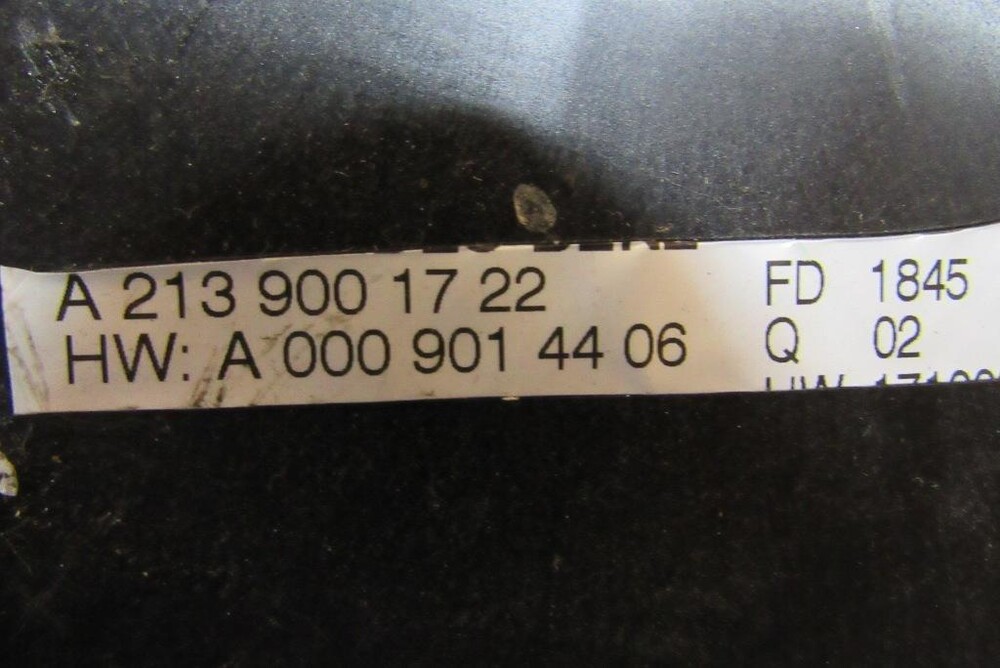 A 213 900 17 22 FD 1845
HW: A 000 901 44 06 Q 02